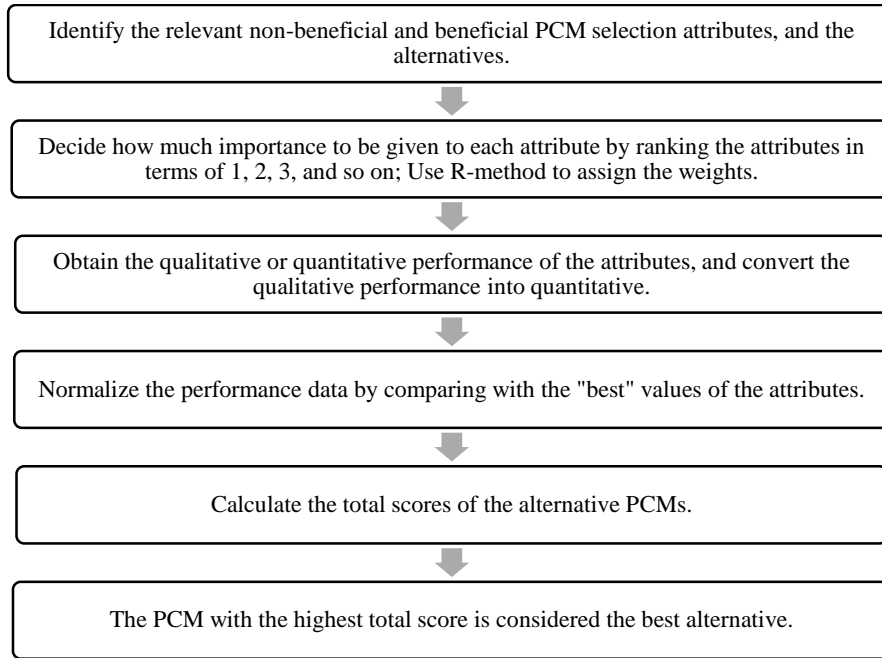 Identify the relevant non-beneficial and beneficial PCM selection attributes, and the
alternatives.
Decide how much importance to be given to each attribute by ranking the attributes in
terms of 1, 2, 3, and so on; Use R-method to assign the weights.
Obtain the qualitative or quantitative performance of the attributes, and convert the
qualitative performance into quantitative.
Normalize the performance data by comparing with the "best" values of the attributes.
Calculate the total scores of the alternative PCMs.
The PCM with the highest total score is considered the best alternative.